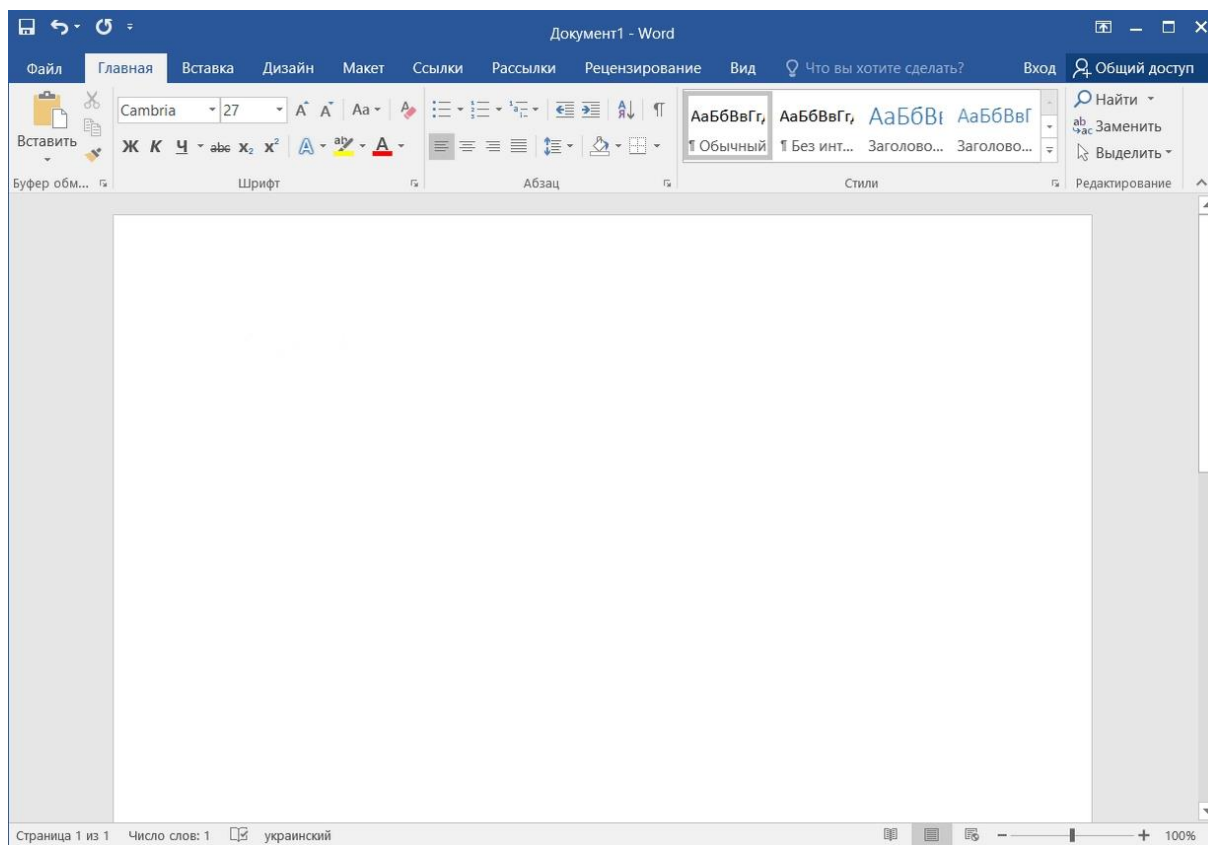 Документ1 - Word
Файл Главная Вставка Дизайн Макет Ссылки Рассылки Рецензирование Вид Что вы хотите сделать? Вход Общий доступ
Вставить
Буфер обм...
Cambria 27 А А Aa
Ж К Ч abc x₂ x² А aby А
Шрифт
Абзац
АаБбВвГг, АаБбВвГг, АаБбВі АаБбВвГ
¶ Обычный ¶ Без инт... Заголово... Заголово...
Стили
Найти
Заменить
Выделить
Редактирование
Страница 1 из 1 Число слов: 1 украинский 100%